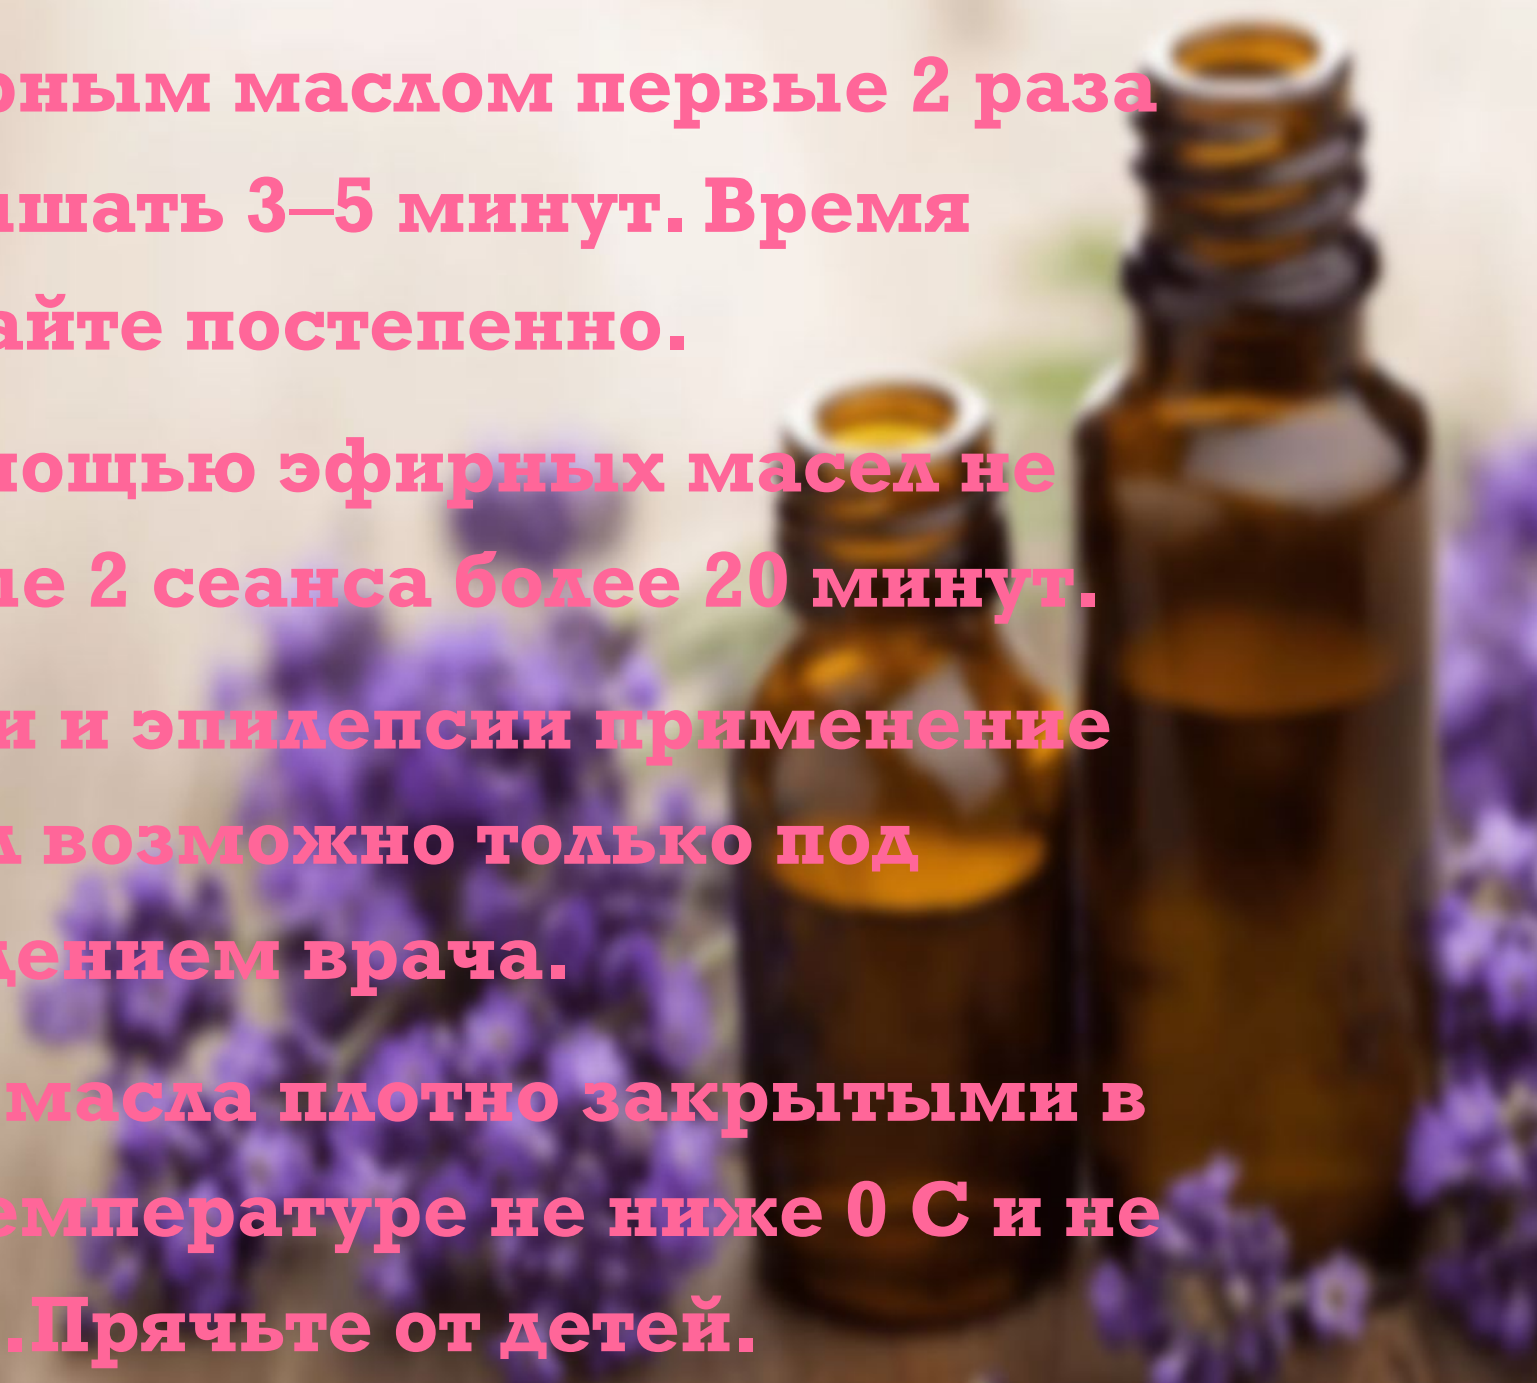 рным маслом первые 2 раза
шать 3–5 минут. Время
айте постепенно.
ощью эфирных масел не
е 2 сеанса более 20 минут.
и и эпилепсии применение
л возможно только под
дением врача.
масла плотно закрытыми в
емпературе не ниже 0 С и не
.Прячьте от детей.